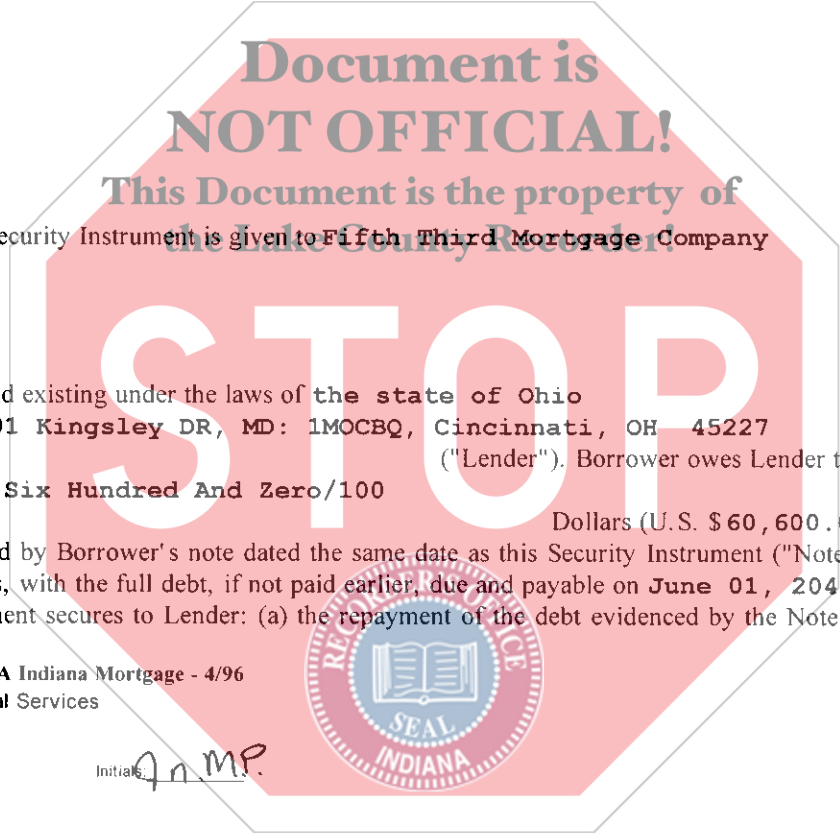 Document is
NOT OFFICIAL!
This Document is the property of
the Lake County Recorder!
ecurity Instrument is given to Fifth Third Mortgage Company
STOP
d existing under the laws of the state of Ohio
01 Kingsley DR, MD: 1MOCBQ, Cincinnati, OH 45227
("Lender"). Borrower owes Lender t
Six Hundred And Zero/100
Dollars (U.S. $60,600.
d by Borrower's note dated the same date as this Security Instrument ("Note
s, with the full debt, if not paid earlier, due and payable on June 01, 204
nent secures to Lender: (a) the repayment of the debt evidenced by the Note
RECORDER'S OFFICE
SEAL
INDIANA
A Indiana Mortgage - 4/96
al Services
Initials: J n. M P.